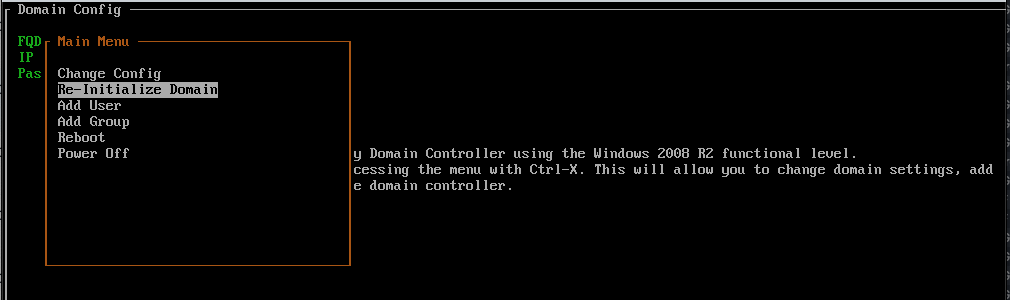 Domain Config
FQD
Main Menu
IP
Pas
Change Config
Re-Initialize Domain
Add User
Add Group
Reboot
Power Off
y Domain Controller using the Windows 2008 R2 functional level.
cessing the menu with Ctrl-X. This will allow you to change domain settings, add
e domain controller.